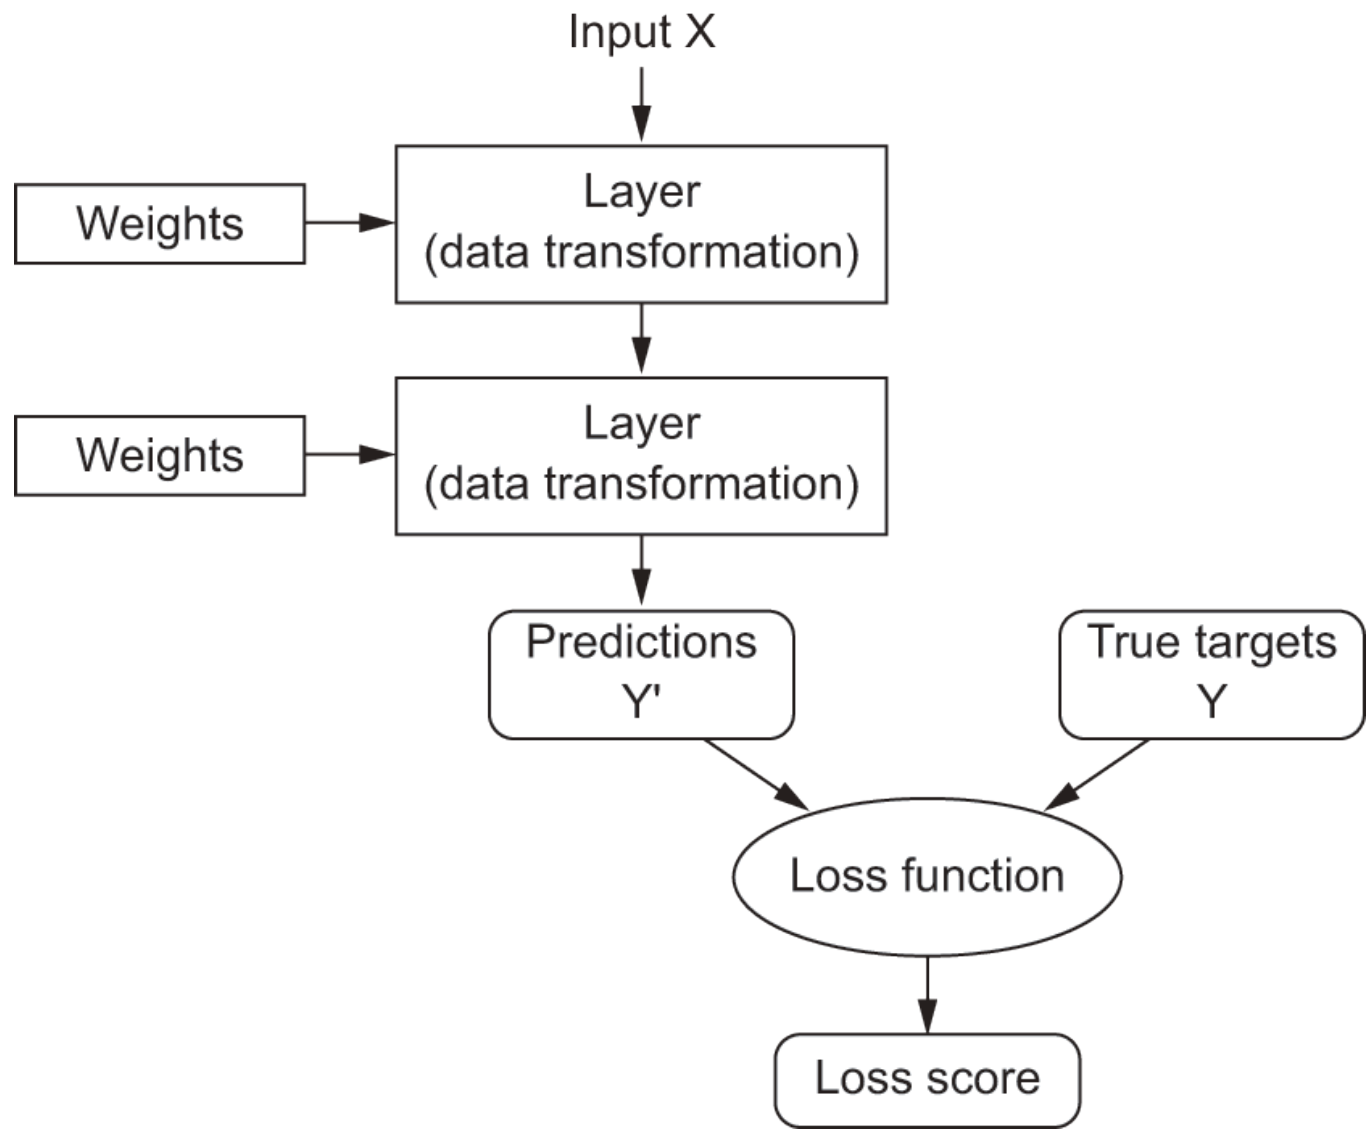 Input X
Weights
Layer
(data transformation)
Weights
Layer
(data transformation)
Predictions
Y'
True targets
Y
Loss function
Loss score